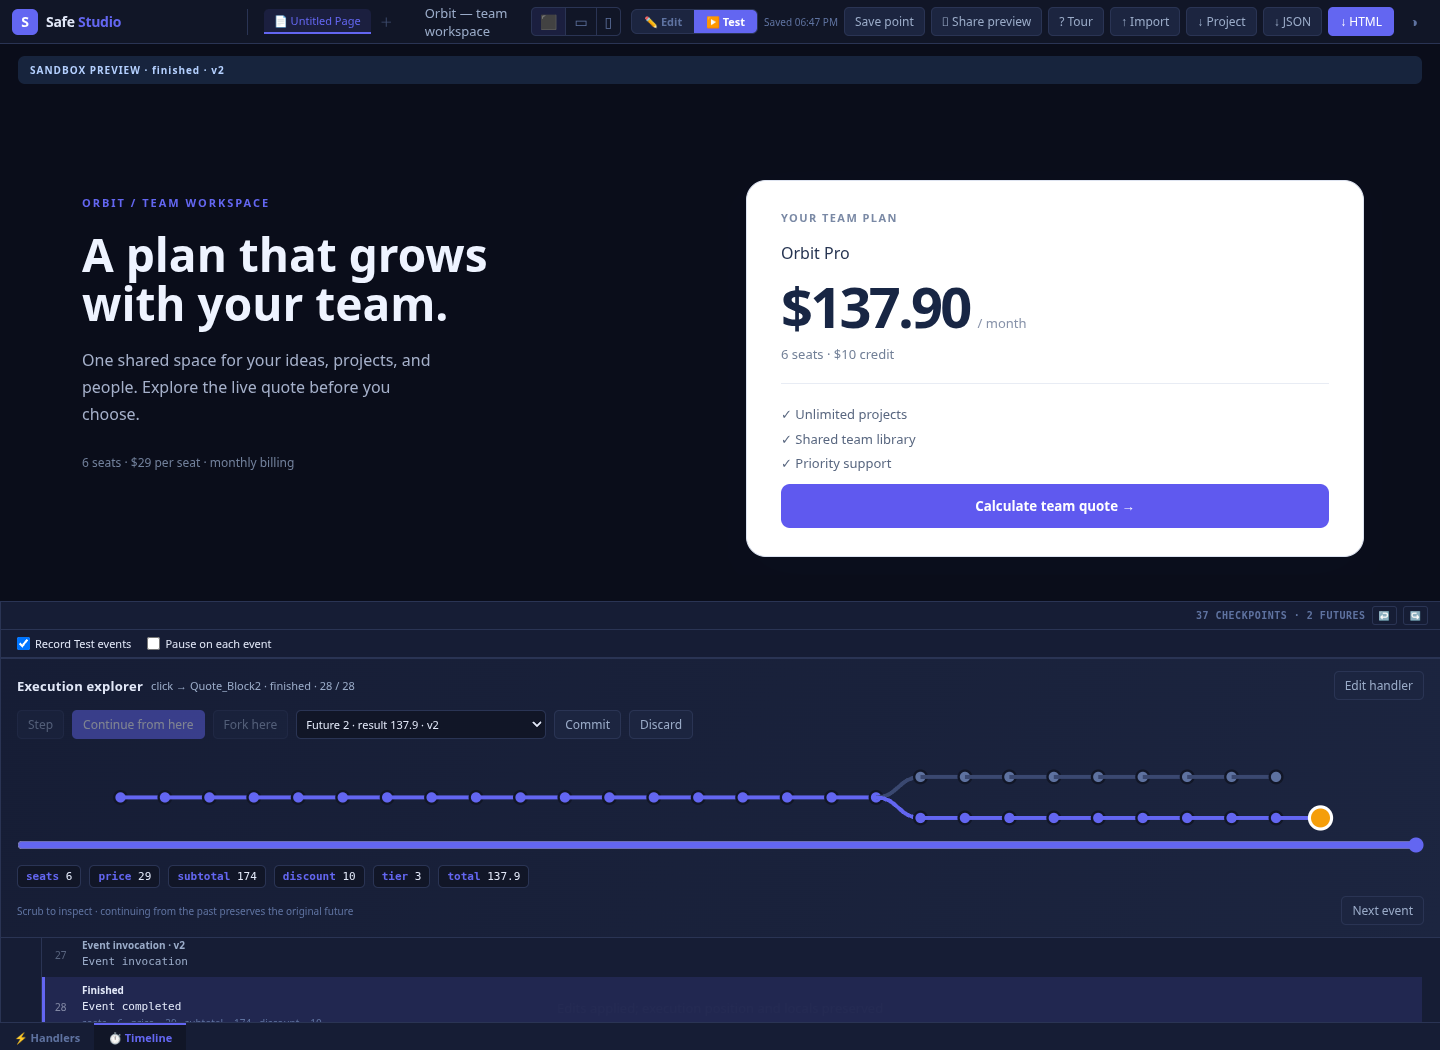 S Safe Studio
📄 Untitled Page +
Orbit — team
workspace
✏️ Edit ▶️ Test Saved 06:47 PM Save point Share preview ? Tour ↑ Import ↓ Project ↓ JSON ↓ HTML
SANDBOX PREVIEW · finished · v2
ORBIT / TEAM WORKSPACE
A plan that grows
with your team.
One shared space for your ideas, projects, and
people. Explore the live quote before you
choose.
6 seats · $29 per seat · monthly billing
YOUR TEAM PLAN
Orbit Pro
$137.90 / month
6 seats · $10 credit
✓ Unlimited projects
✓ Shared team library
✓ Priority support
Calculate team quote →
37 CHECKPOINTS · 2 FUTURES
Record Test events Pause on each event
Execution explorer click → Quote_Block2 · finished · 28 / 28 Edit handler
Step Continue from here Fork here Future 2 · result 137.9 · v2 Commit Discard
seats 6 price 29 subtotal 174 discount 10 tier 3 total 137.9
Scrub to inspect · continuing from the past preserves the original future Next event
27 Event invocation · v2
Event invocation
Finished
28 Event completed
⚡ Handlers ⏱️ Timeline